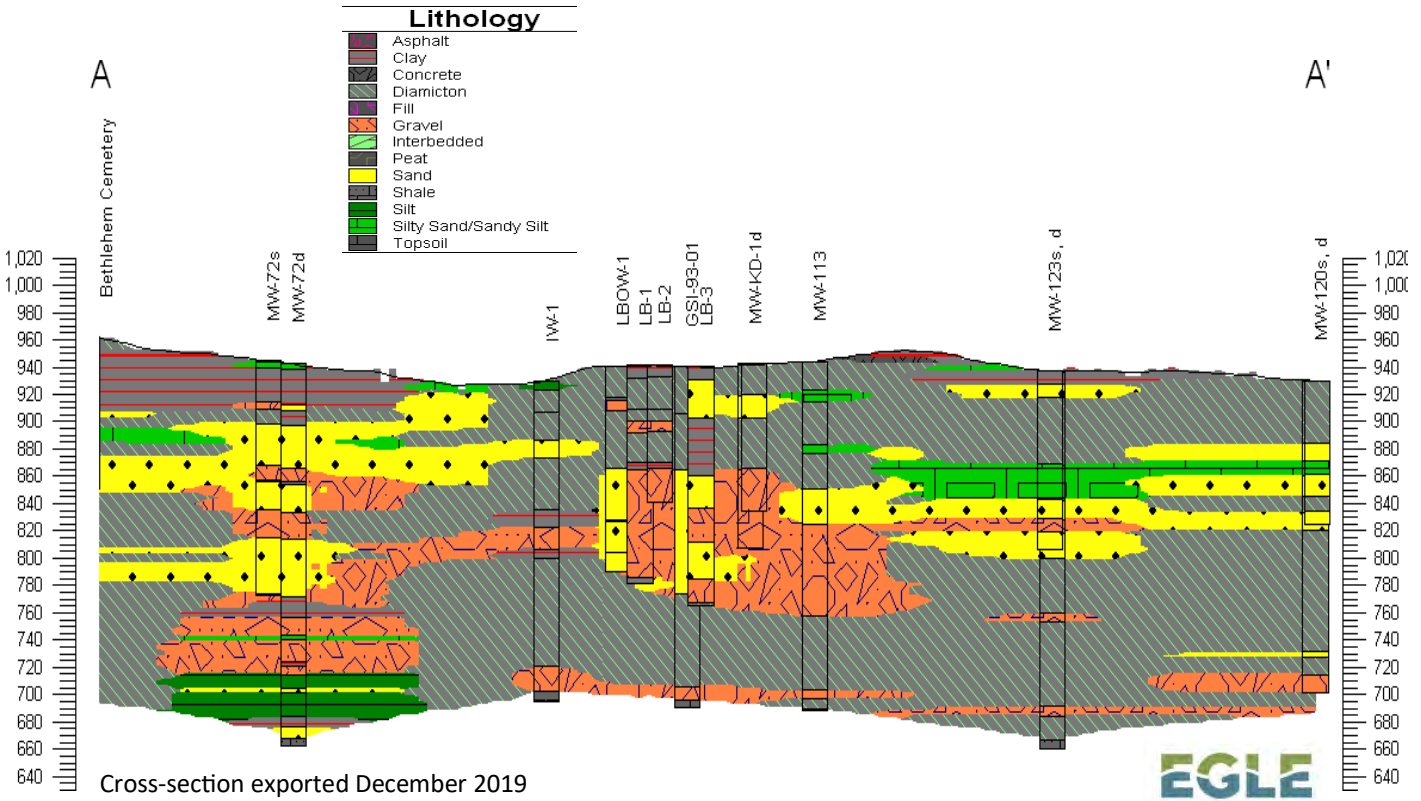 Lithology
Asphalt
Clay
Concrete
Diamicton
Fill
Gravel
Interbedded
Peat
Sand
Shale
Silt
Silty Sand/Sandy Silt
Topsoil
A
A'
Bethlehem Cemetery
MW-72s
MW-72d
IW-1
LBOW-1
LB-1
LB-2
GSI-93-01
LB-3
MW-KD-1d
MW-113
MW-123s, d
MW-120s, d
1,020
1,000
980
960
940
920
900
880
860
840
820
800
780
760
740
720
700
680
660
640
1,020
1,000
980
960
940
920
900
880
860
840
820
800
780
760
740
720
700
680
660
640
Cross-section exported December 2019
EGLE